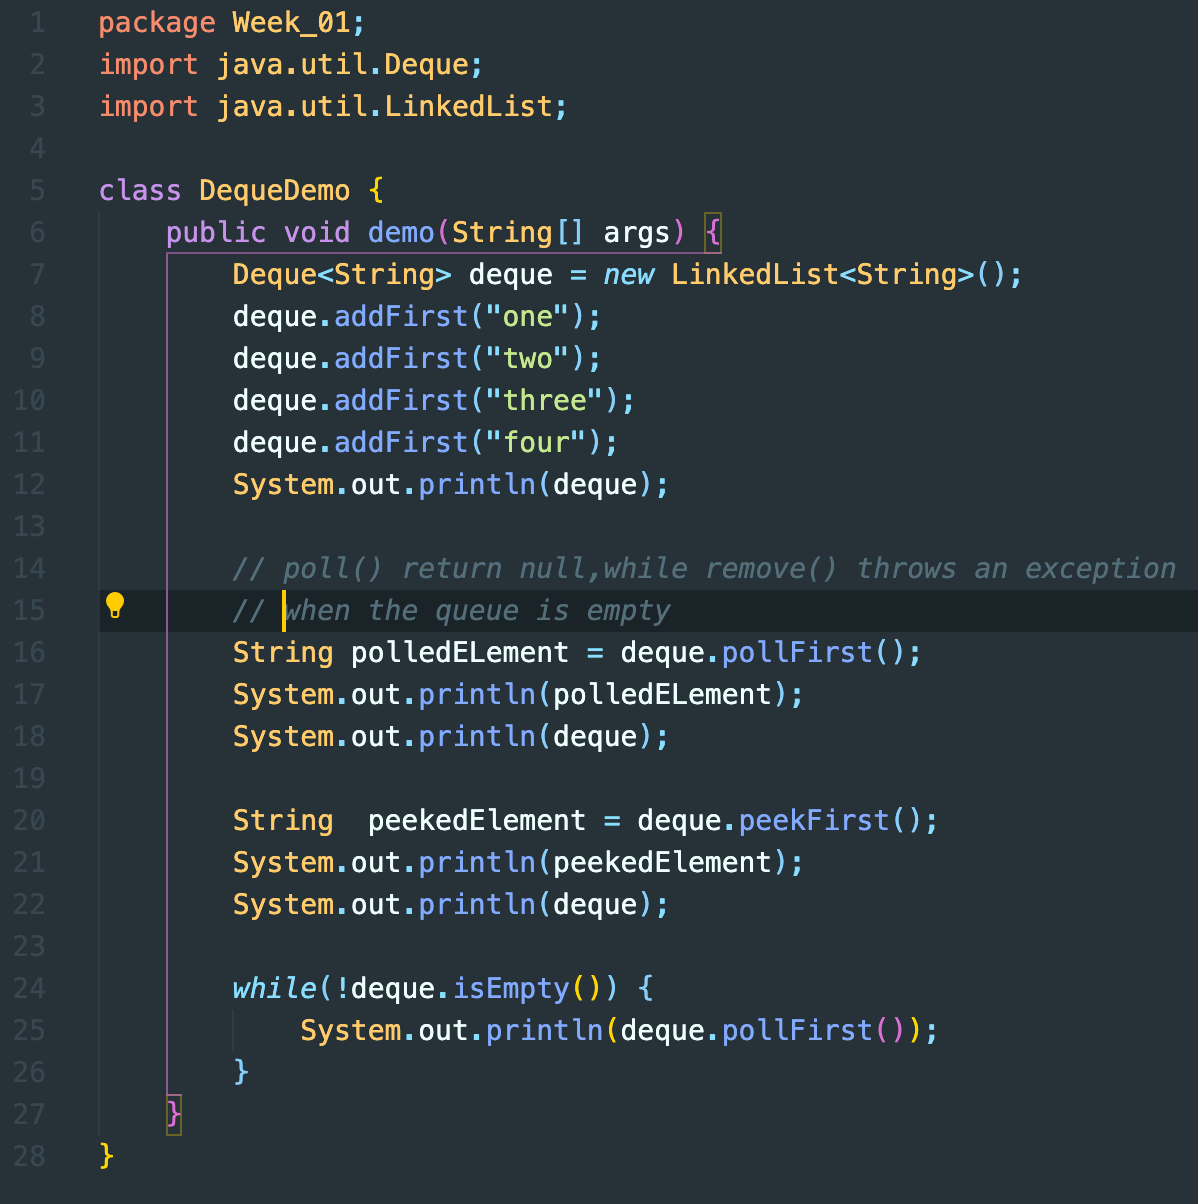 1 package Week_01;
2 import java.util.Deque;
3 import java.util.LinkedList;
4
5 class DequeDemo {
6     public void demo(String[] args) {
7         Deque<String> deque = new LinkedList<String>();
8         deque.addFirst("one");
9         deque.addFirst("two");
10         deque.addFirst("three");
11         deque.addFirst("four");
12         System.out.println(deque);
13
14         // poll() return null,while remove() throws an exception
15         // when the queue is empty
16         String polledELement = deque.pollFirst();
17         System.out.println(polledELement);
18         System.out.println(deque);
19
20         String  peekedElement = deque.peekFirst();
21         System.out.println(peekedElement);
22         System.out.println(deque);
23
24         while(!deque.isEmpty()) {
25             System.out.println(deque.pollFirst());
26         }
27     }
28 }